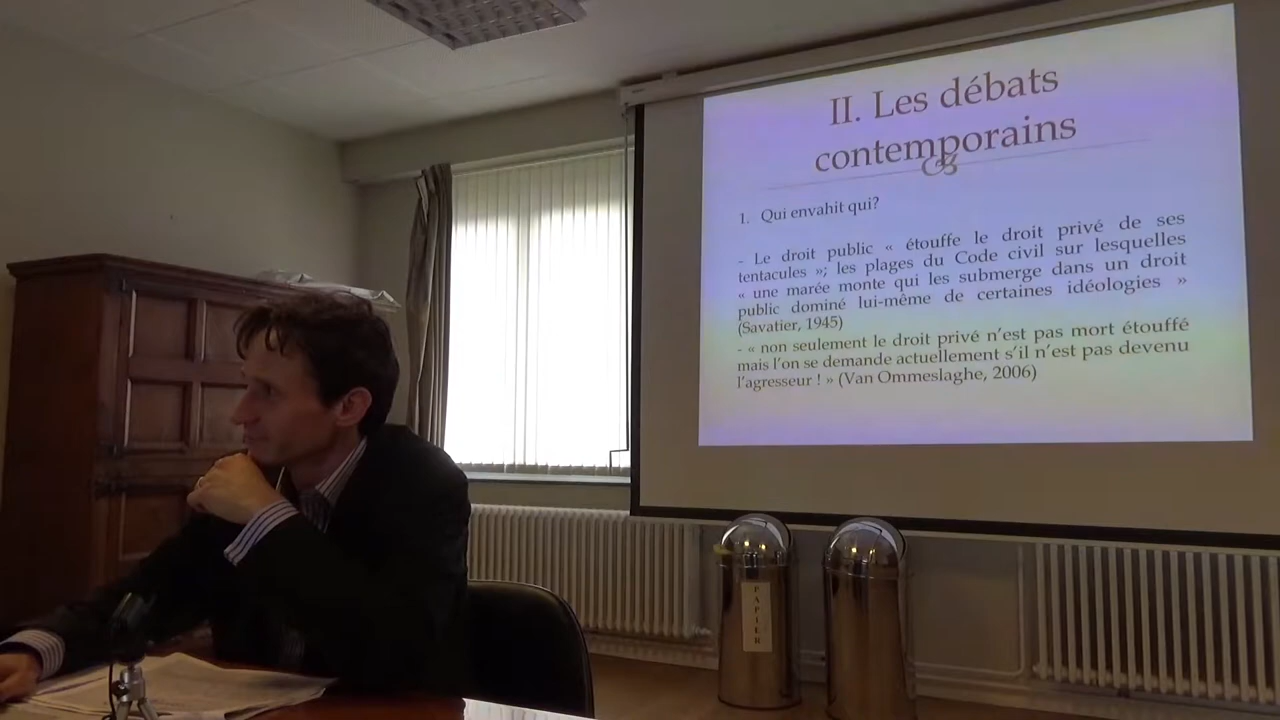 II. Les débats
contemporains
1. Qui envahit qui?
- Le droit public « étouffe le droit privé de ses
tentacules »; les plages du Code civil sur lesquelles
« une marée monte qui les submerge dans un droit
public dominé lui-même de certaines idéologies »
(Savatier, 1945)
- « non seulement le droit privé n'est pas mort étouffé
mais l'on se demande actuellement s'il n'est pas devenu
l'agresseur ! » (Van Ommeslaghe, 2006)
PAPIER